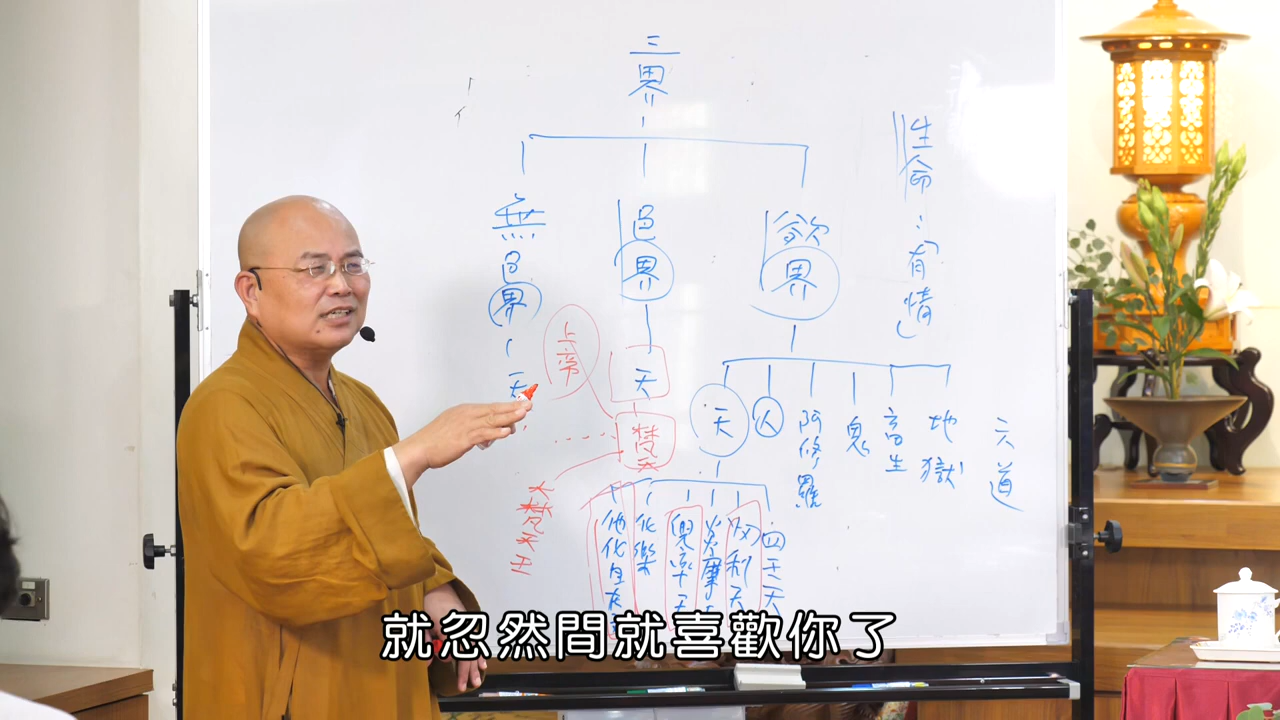 三界
無色界 天
色界
欲界
生命：「有情」
上帝
天
梵天
大梵天王
天
人
阿修羅
鬼
畜生
地獄
六道
他化自在
化樂
兜率天
炎摩
忉利天
四王天
就忽然間就喜歡你了